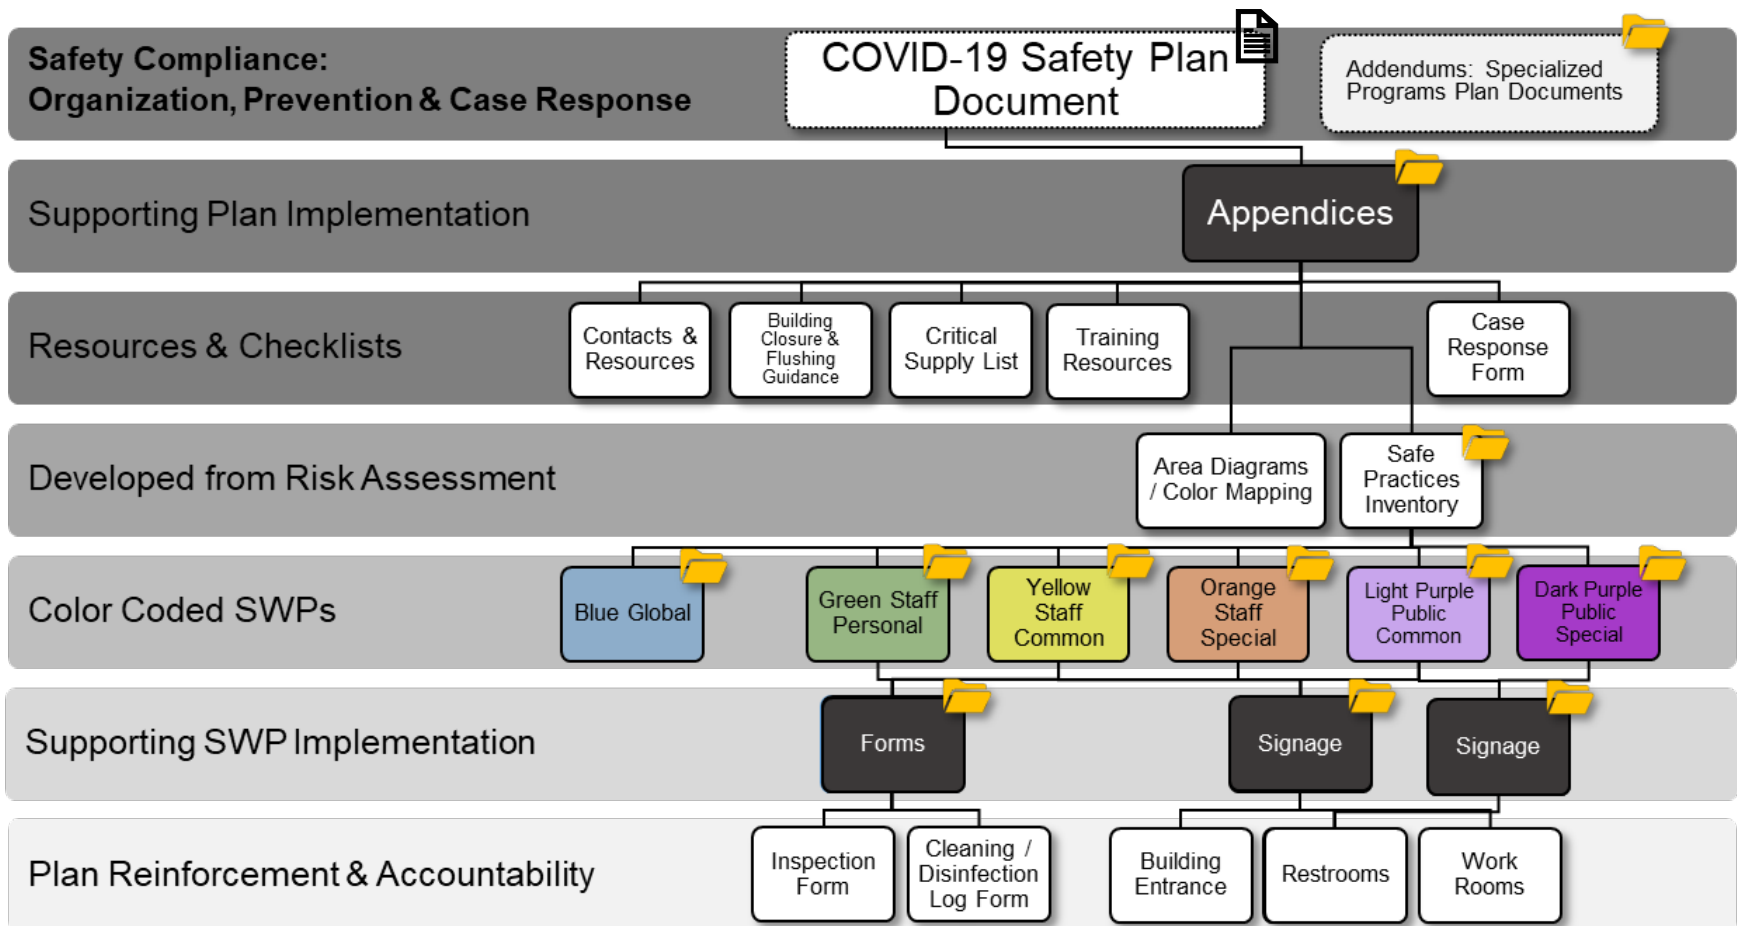 Safety Compliance:
Organization, Prevention & Case Response
COVID-19 Safety Plan
Document
Addendums: Specialized
Programs Plan Documents
Supporting Plan Implementation
Appendices
Resources & Checklists
Contacts &
Resources
Building
Closure &
Flushing
Guidance
Critical
Supply List
Training
Resources
Case
Response
Form
Developed from Risk Assessment
Area Diagrams
/ Color Mapping
Safe
Practices
Inventory
Color Coded SWPs
Blue Global
Green Staff
Personal
Yellow
Staff
Common
Orange
Staff
Special
Light Purple
Public
Common
Dark Purple
Public
Special
Supporting SWP Implementation
Forms
Signage
Signage
Plan Reinforcement & Accountability
Inspection
Form
Cleaning /
Disinfection
Log Form
Building
Entrance
Restrooms
Work
Rooms